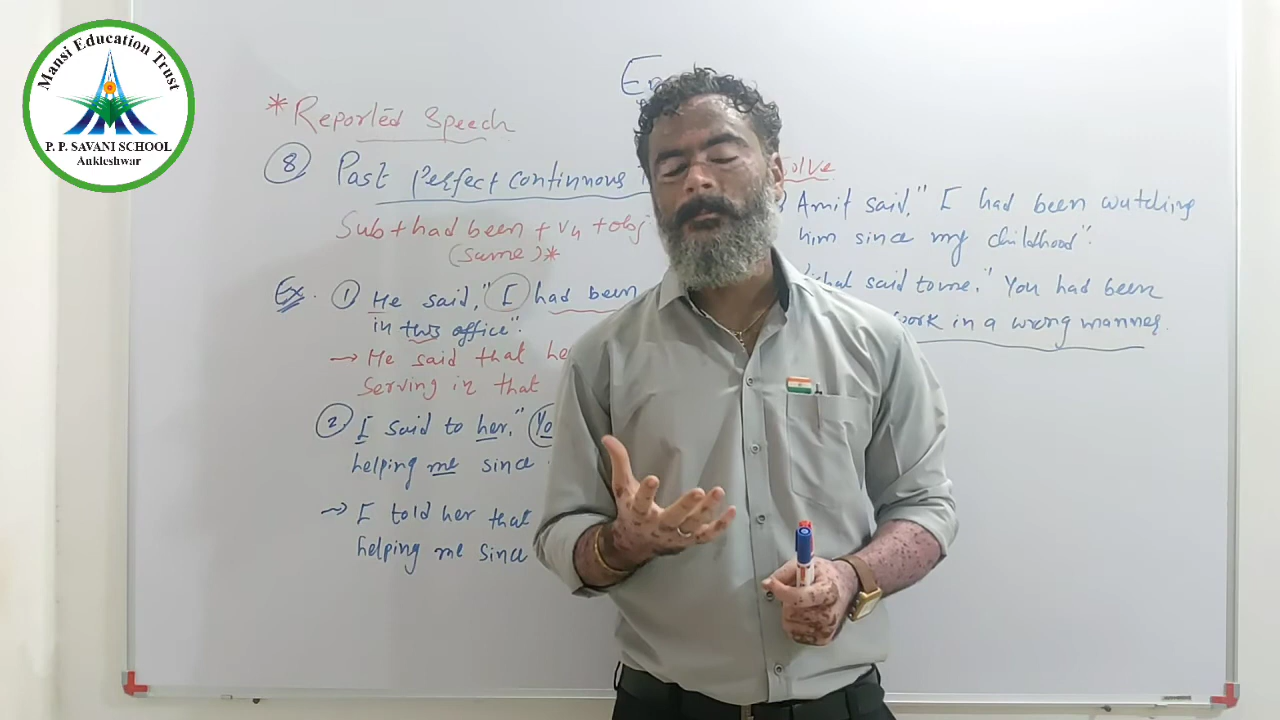 Mansi Education Trust
P. P. SAVANI SCHOOL
Ankleshwar
* Reported Speech
8 Past perfect continuous
Sub + had been + v4 + obj
(same)*
Ex. 1 He said, "I had been
in this office".
→ He said that he
Serving in that
2 I said to her, "Yo
helping me since
→ I told her that
helping me since
Solve
Amit said, "I had been watching
him since my childhood".
said to me, "You had been
work in a wrong manner.